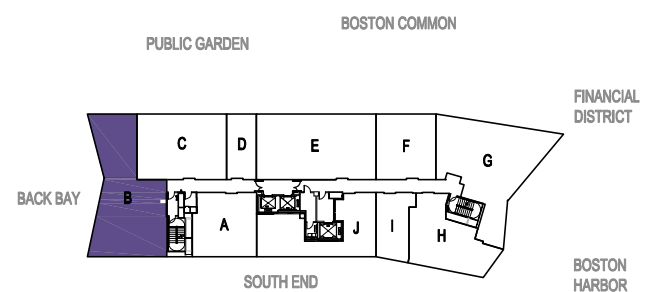 BOSTON COMMON
PUBLIC GARDEN
FINANCIAL
DISTRICT
C
D
E
F
G
BACK BAY
B
A
J
I
H
SOUTH END
BOSTON
HARBOR